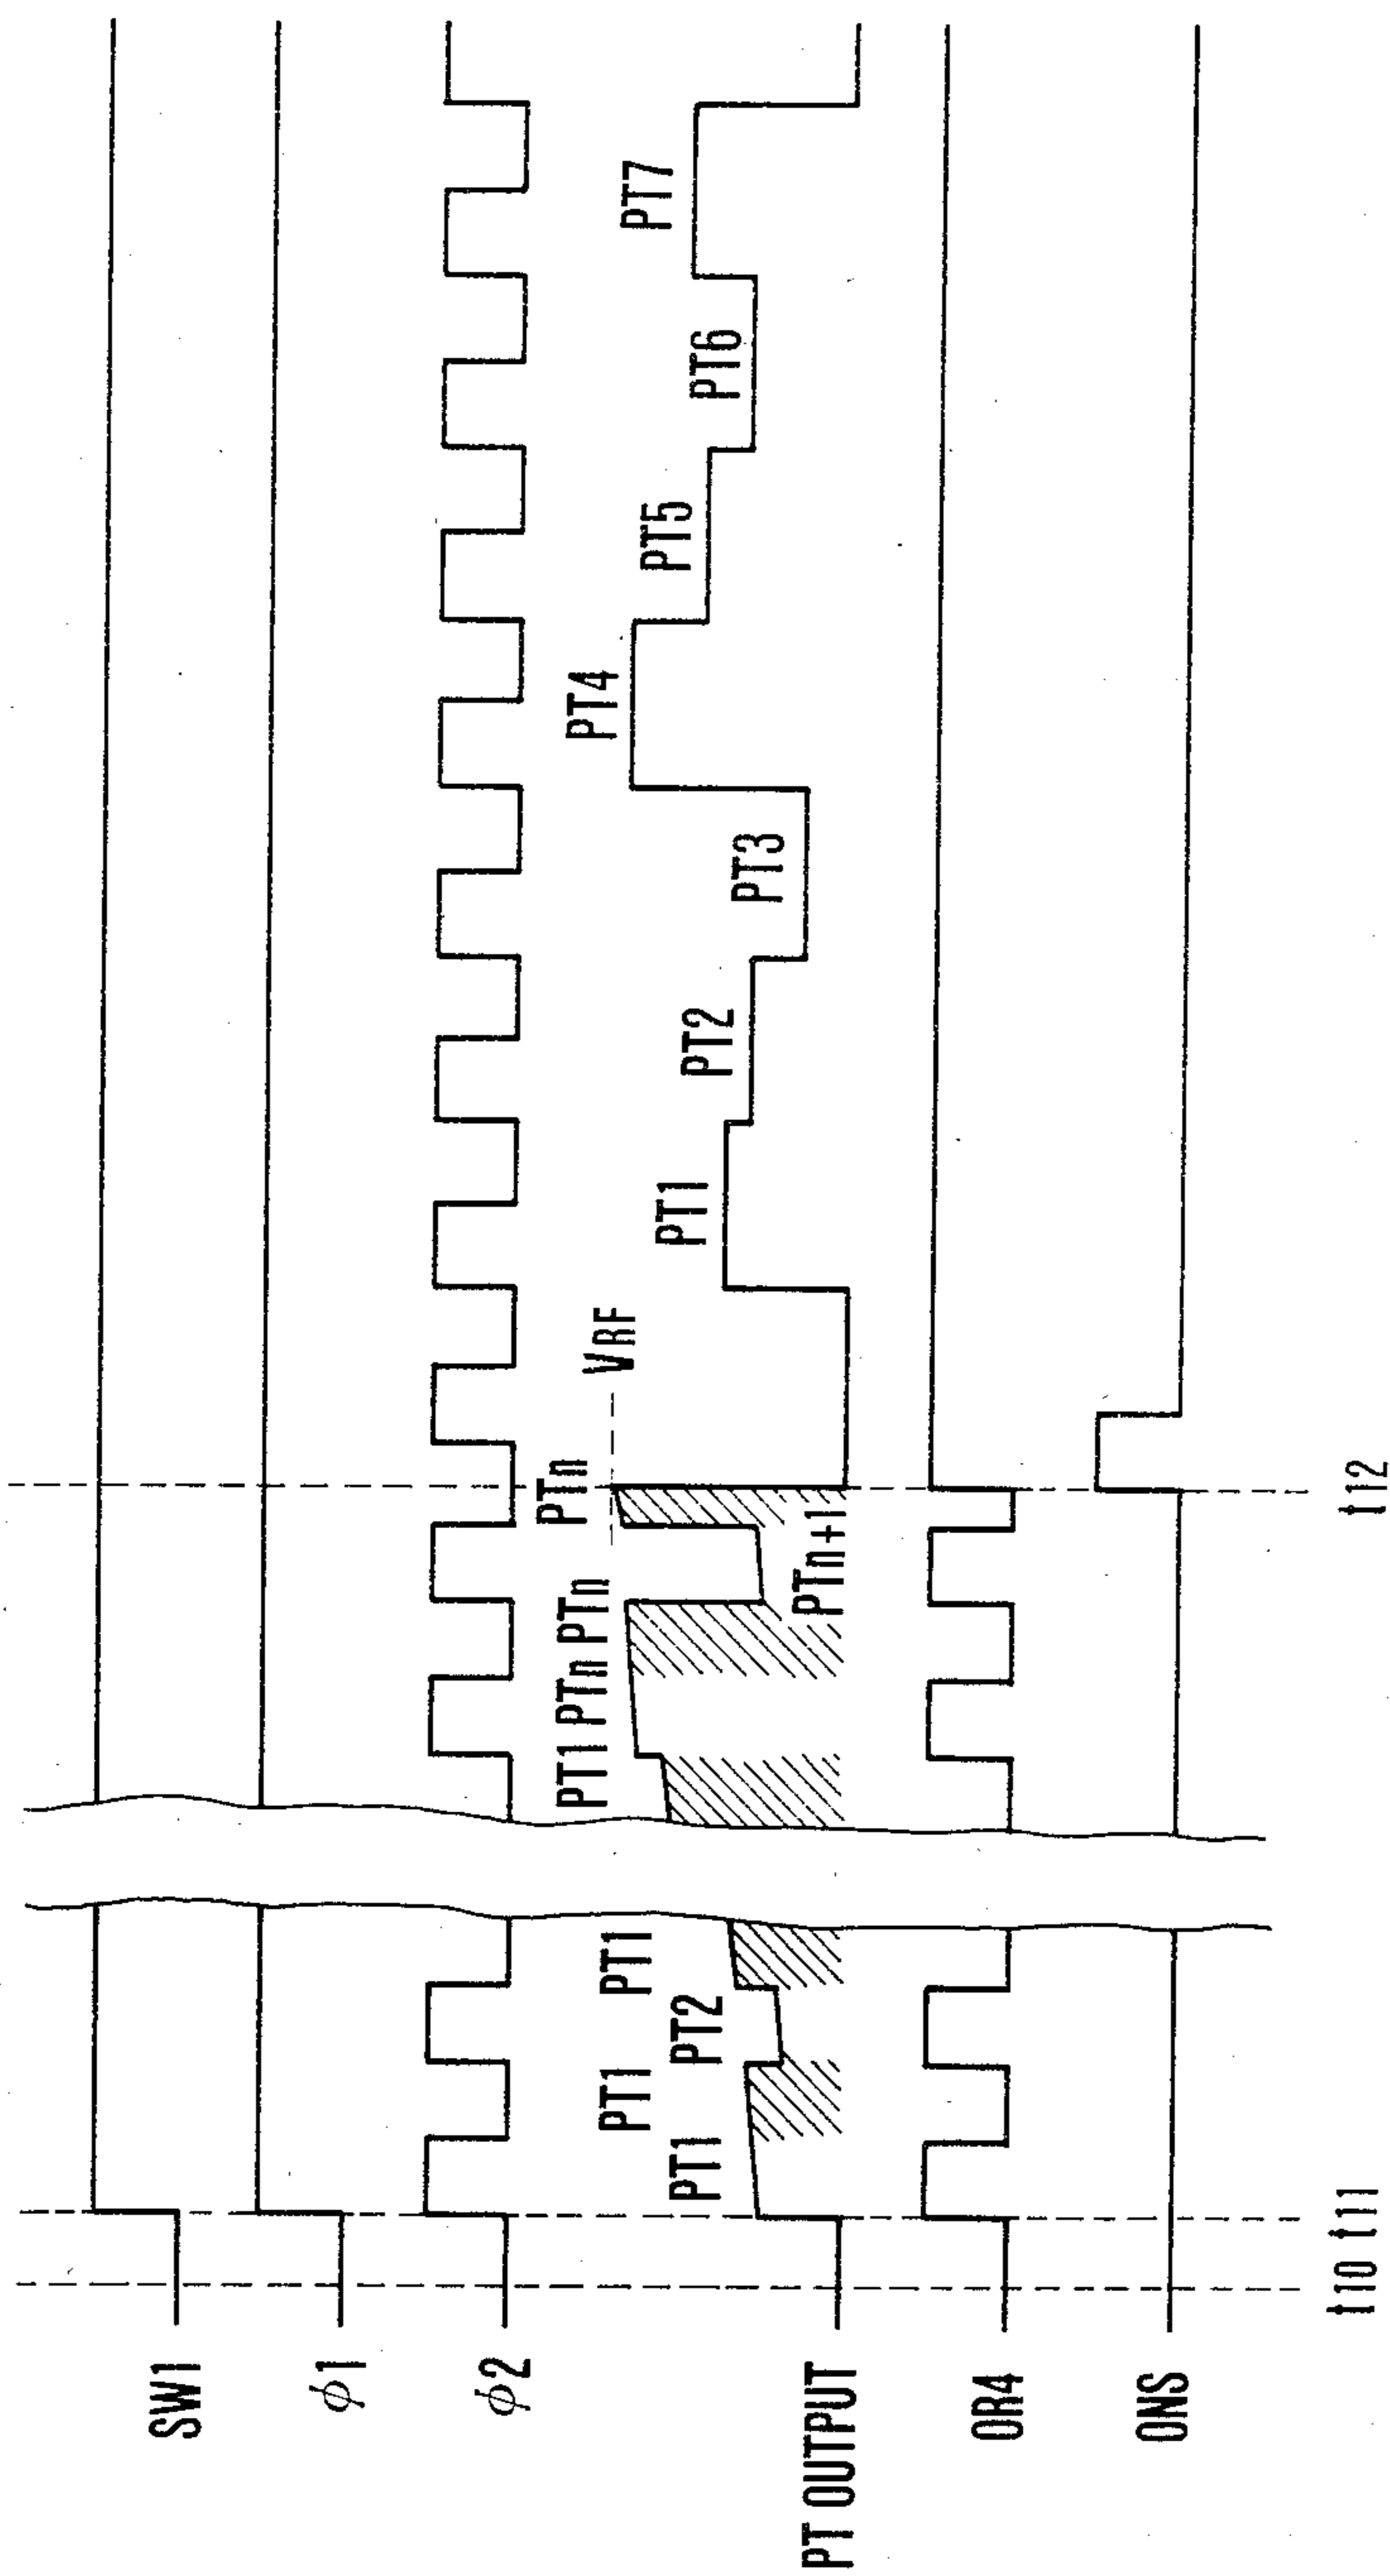 SW1
φ1
φ2
PT OUTPUT
OR4
ONS
PT1
PT1
PT2
PT1
PT1
PTn
PTn
PTn+1
PTn
VRF
PT1
PT2
PT3
PT4
PT5
PT6
PT7
t10
t11
t12